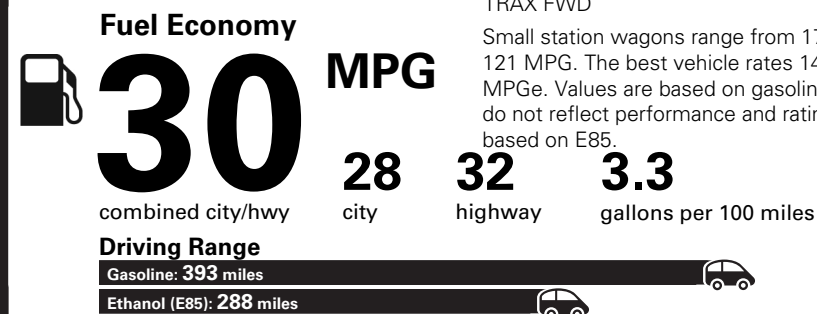 TRAX FWD
Fuel Economy
Small station wagons range from 17
121 MPG. The best vehicle rates 14
MPGe. Values are based on gasoline
do not reflect performance and ratin
based on E85.
30
MPG
28
32
3.3
combined city/hwy
city
highway
gallons per 100 miles
Driving Range
Gasoline: 393 miles
Ethanol (E85): 288 miles